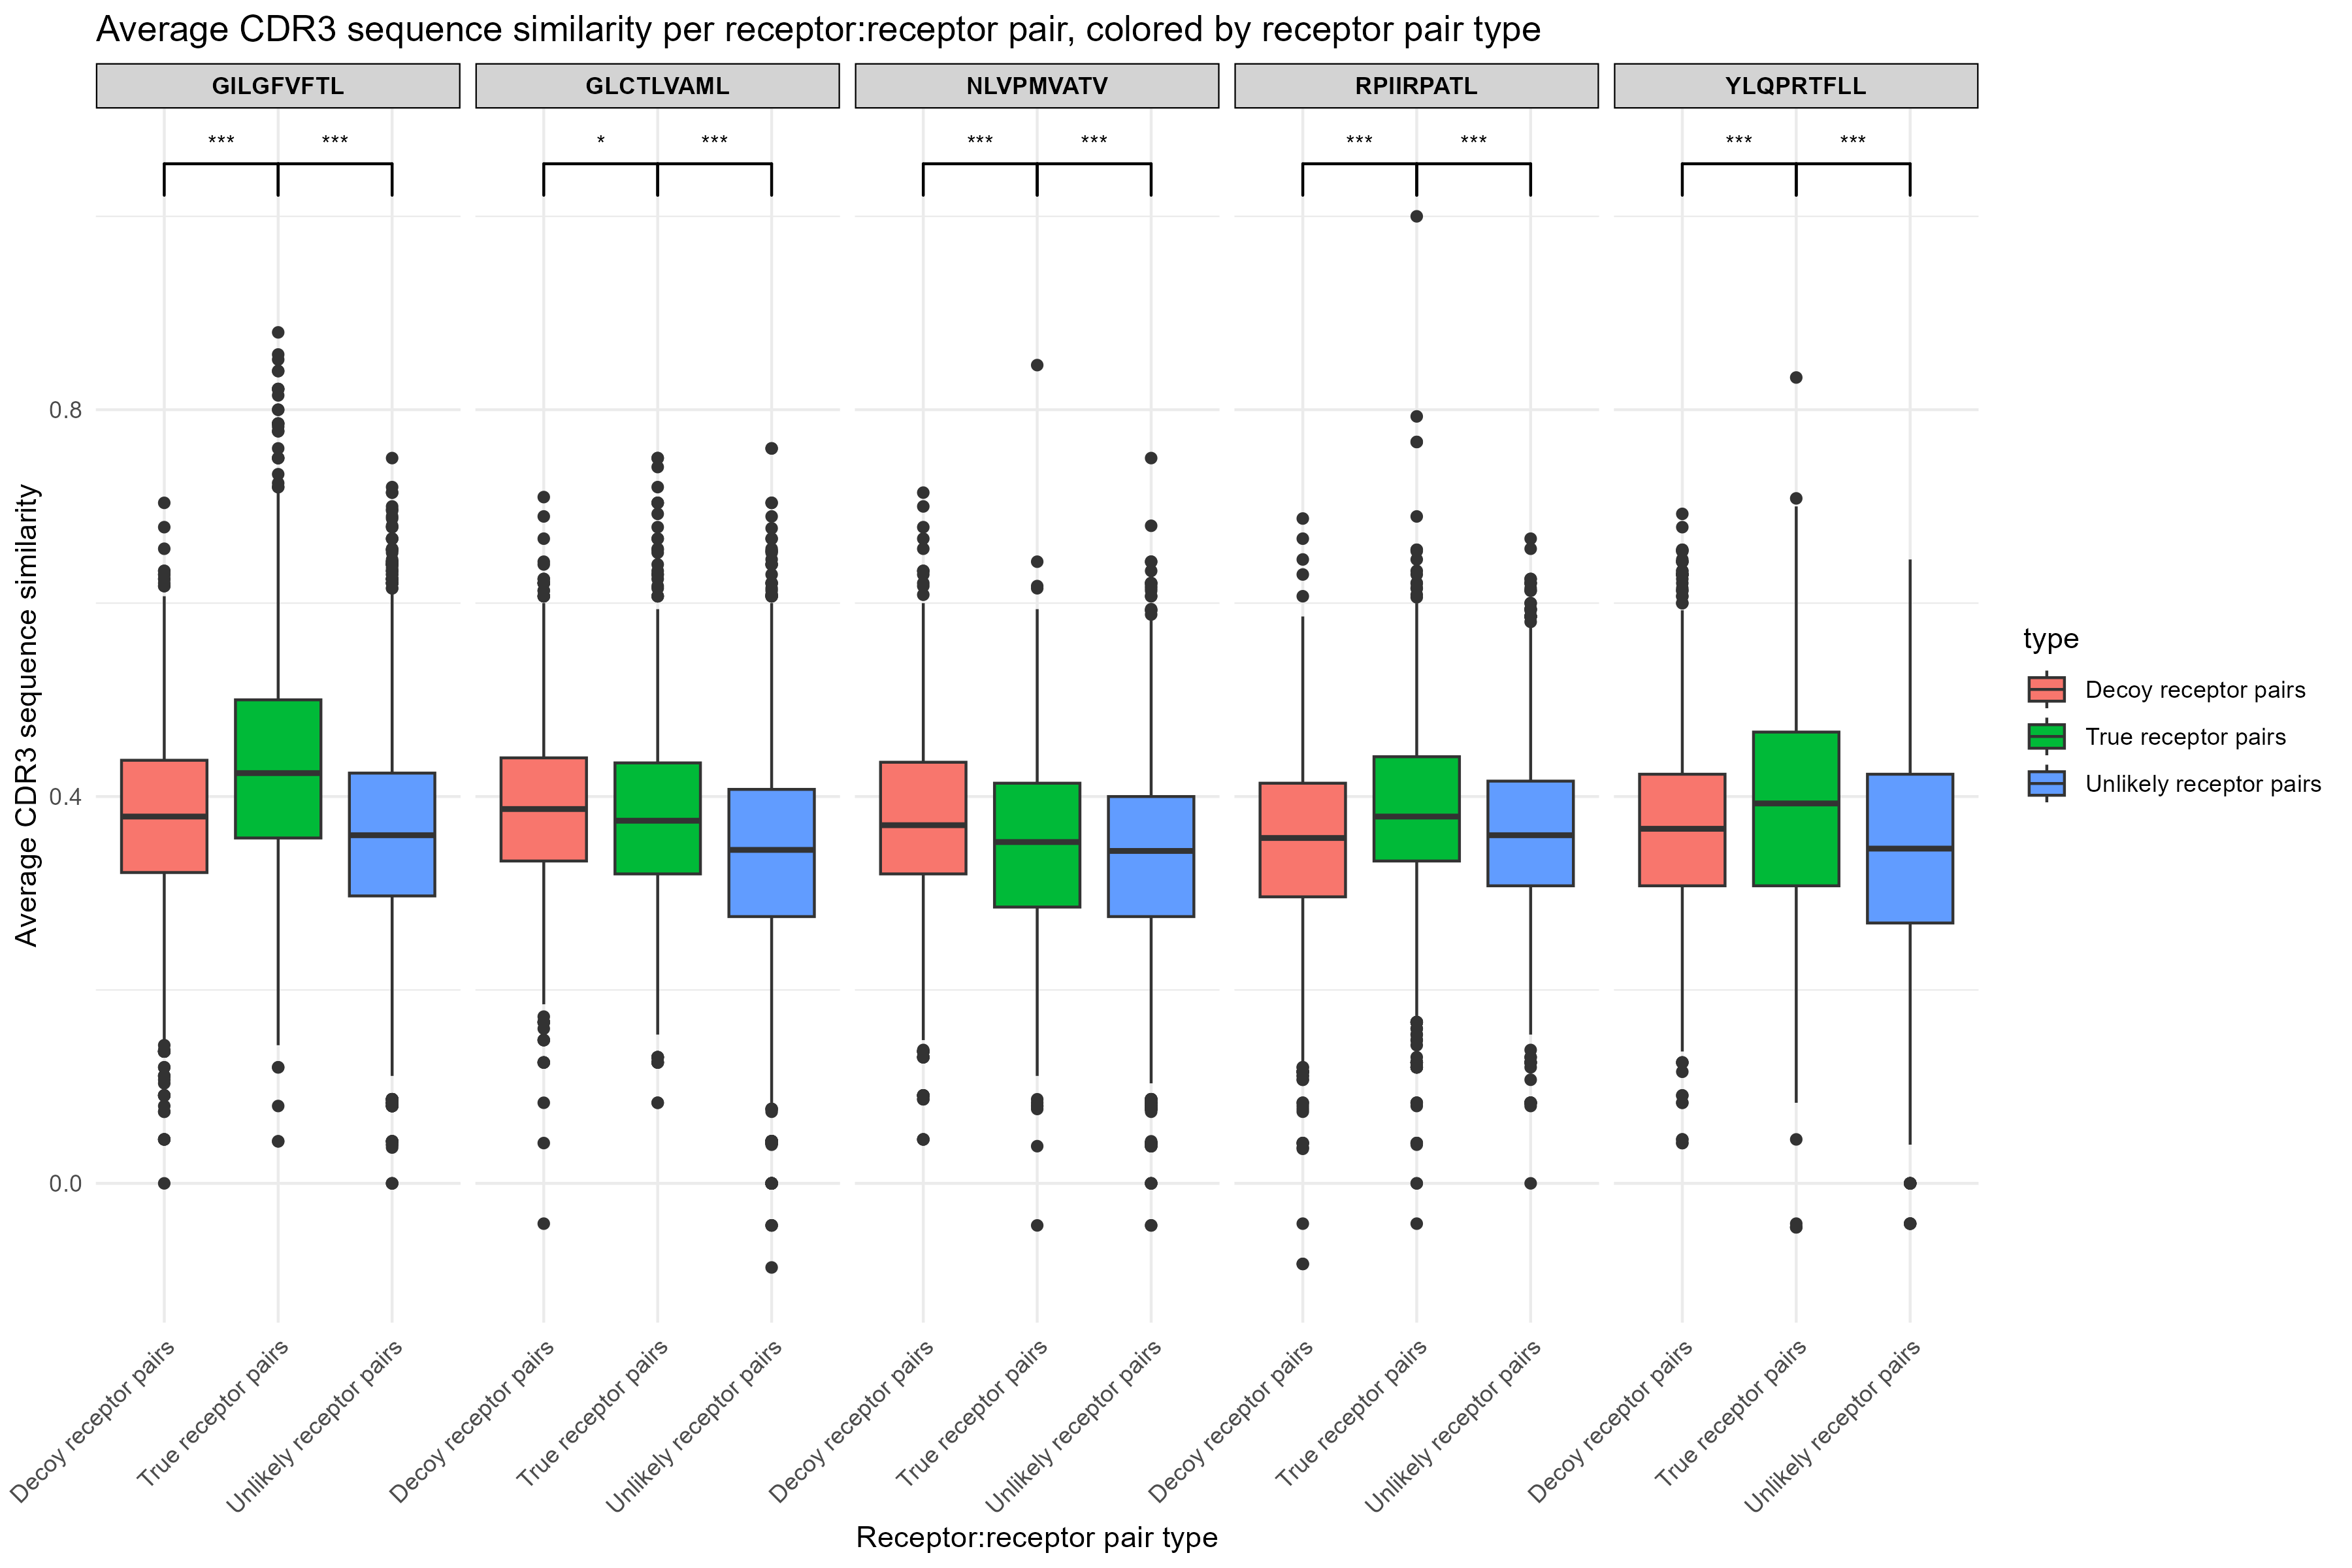 Average CDR3 sequence similarity per receptor:receptor pair, colored by receptor pair type
GILGFVFTL
GLCTLVAML
NLVPMVATV
RPIIRPATL
YLQPRTFLL
*** ***
* ***
*** ***
*** ***
*** ***
Average CDR3 sequence similarity
0.8
0.4
0.0
Decoy receptor pairs
True receptor pairs
Unlikely receptor pairs
Decoy receptor pairs
True receptor pairs
Unlikely receptor pairs
Decoy receptor pairs
True receptor pairs
Unlikely receptor pairs
Decoy receptor pairs
True receptor pairs
Unlikely receptor pairs
Decoy receptor pairs
True receptor pairs
Unlikely receptor pairs
Receptor:receptor pair type
type
Decoy receptor pairs
True receptor pairs
Unlikely receptor pairs